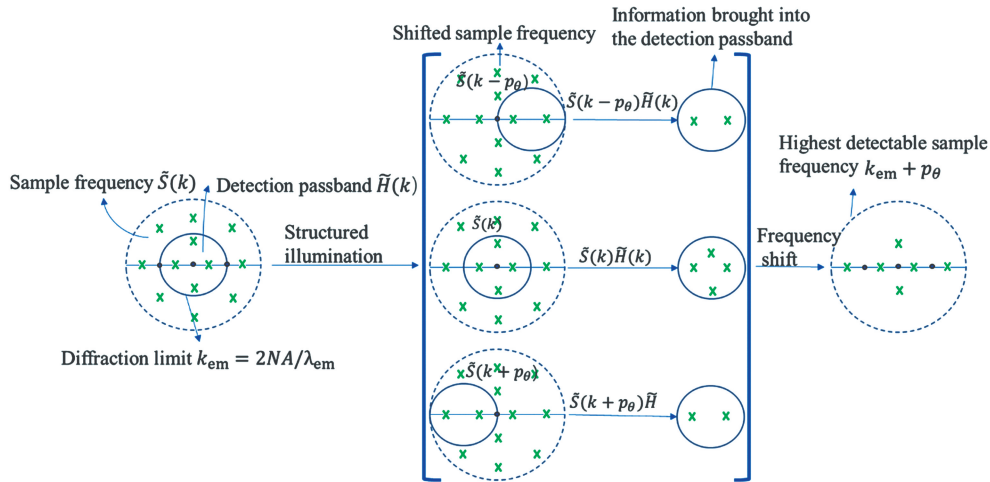 Shifted sample frequency
Information brought into
the detection passband
S̃(k − p_θ)
S̃(k − p_θ)H̃(k)
Highest detectable sample
frequency k_em + p_θ
Sample frequency S̃(k)
Detection passband H̃(k)
Structured
illumination
S̃(k)
S̃(k)H̃(k)
Frequency
shift
Diffraction limit k_em = 2NA/λ_em
S̃(k + p_θ)
S̃(k + p_θ)H̃